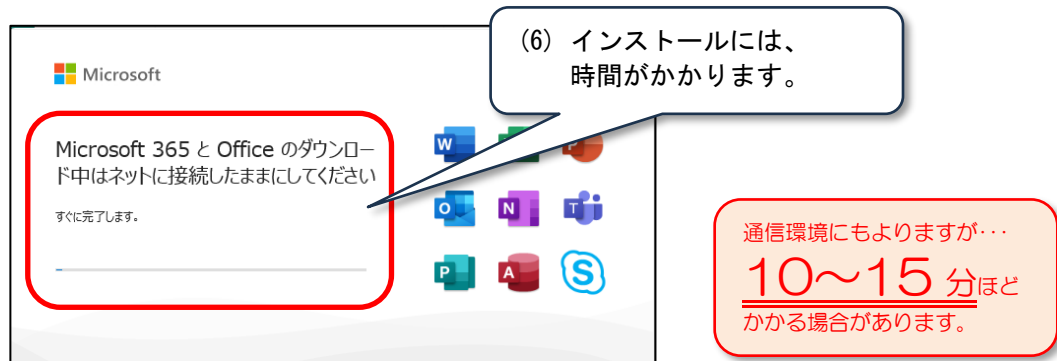 (6) インストールには、
時間がかかります。
Microsoft
Microsoft 365 と Office のダウンロー
ド中はネットに接続したままにしてください
すぐに完了します。
W
P
O
N
T
P
A
S
通信環境にもよりますが･･･
10～15 分ほど
かかる場合があります。